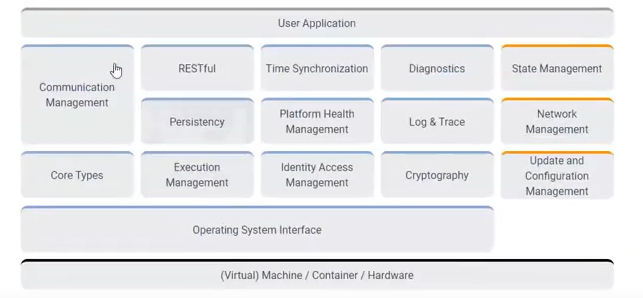 User Application
Communication
Management
RESTful
Time Synchronization
Diagnostics
State Management
Persistency
Platform Health
Management
Log & Trace
Network
Management
Core Types
Execution
Management
Identity Access
Management
Cryptography
Update and
Configuration
Management
Operating System Interface
(Virtual) Machine / Container / Hardware